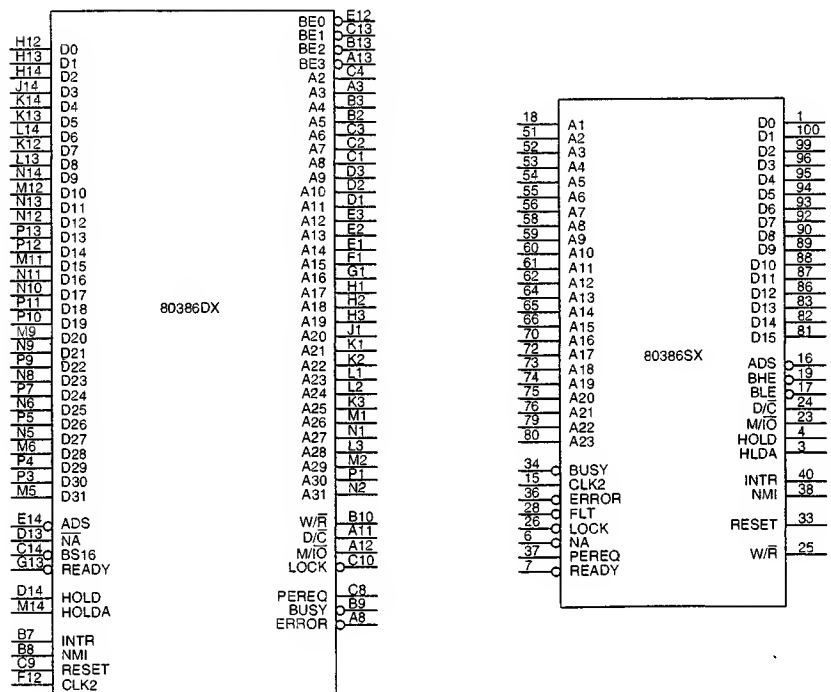 H12 D0
H13 D1
H14 D2
J14 D3
K14 D4
K13 D5
L14 D6
K12 D7
L13 D8
N14 D9
M12 D10
N13 D11
N12 D12
P13 D13
P12 D14
M11 D15
N11 D16
N10 D17
P11 D18
P10 D19
M9 D20
N9 D21
P9 D22
N8 D23
P7 D24
N6 D25
P5 D26
N5 D27
M6 D28
P4 D29
P3 D30
M5 D31
E14 ADS
D13 N̅A̅
C14 BS16
G13 READY
D14 HOLD
M14 HOLDA
B7 INTR
B8 NMI
C9 RESET
F12 CLK2
80386DX
BE0 E12
BE1 C13
BE2 B13
BE3 A13
A2 C4
A3 A3
A4 B3
A5 B2
A6 C3
A7 C2
A8 C1
A9 D3
A10 D2
A11 D1
A12 E3
A13 E2
A14 E1
A15 F1
A16 G1
A17 H1
A18 H2
A19 H3
A20 J1
A21 K1
A22 K2
A23 L1
A24 L2
A25 K3
A26 M1
A27 N1
A28 L3
A29 M2
A30 P1
A31 N2
W/R̅ B10
D/C̅ A11
M/I̅O̅ A12
LOCK C10
PEREQ C8
BUSY B9
ERROR A8
18 A1
51 A2
52 A3
53 A4
54 A5
55 A6
56 A7
58 A8
59 A9
60 A10
61 A11
62 A12
64 A13
65 A14
66 A15
70 A16
72 A17
73 A18
74 A19
75 A20
76 A21
79 A22
80 A23
34 BUSY
15 CLK2
36 ERROR
28 FLT
26 LOCK
6 NA
37 PEREQ
7 READY
80386SX
D0 1
D1 100
D2 99
D3 96
D4 95
D5 94
D6 93
D7 92
D8 90
D9 89
D10 88
D11 87
D12 86
D13 83
D14 82
D15 81
ADS 16
BHE 19
BLE 17
D/C̅ 24
M/I̅O̅ 23
HOLD 4
HLDA 3
INTR 40
NMI 38
RESET 33
W/R̅ 25